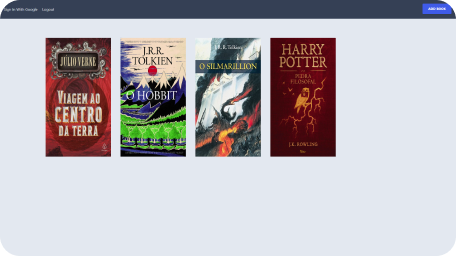 Sign In With Google Logout
ADD BOOK
JÚLIO VERNE
VIAGEM AO
CENTRO
DA TERRA
J.R.R.
TOLKIEN
O HOBBIT
J.R.R. Tolkien
O SILMARILLION
HARRY
POTTER
PEDRA
FILOSOFAL
J.K. ROWLING